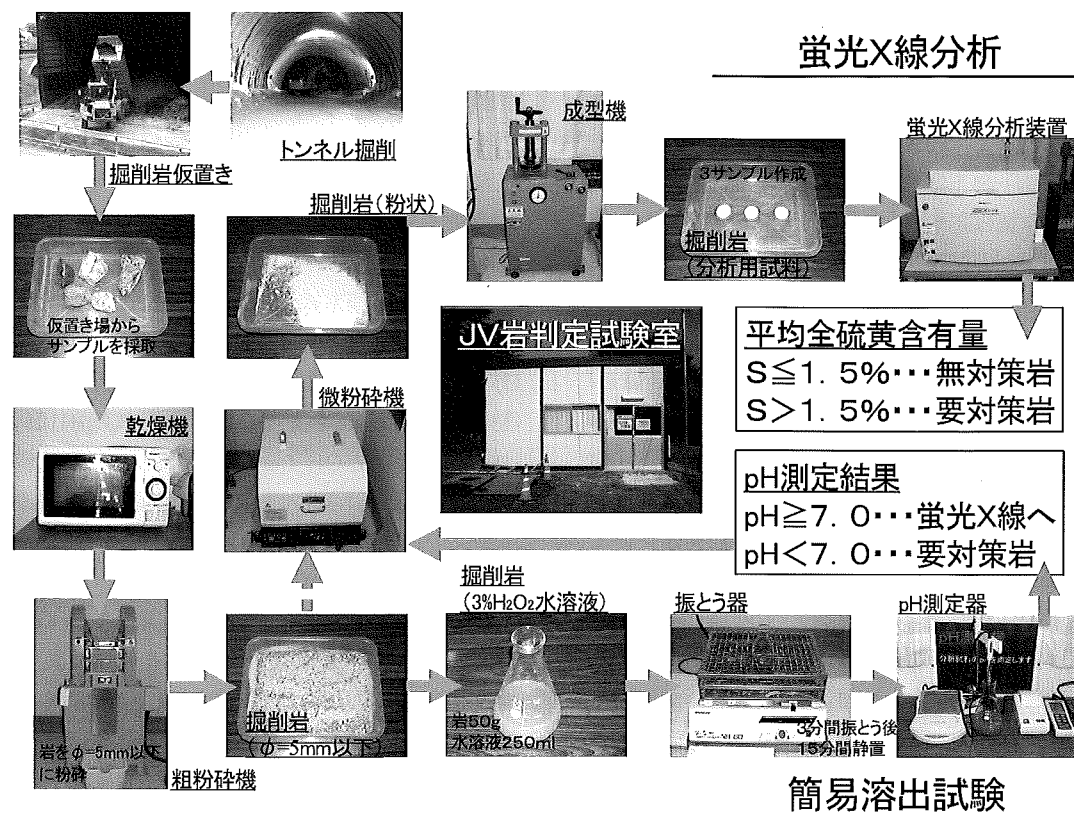 蛍光X線分析
トンネル掘削
掘削岩仮置き
仮置き場から
サンプルを採取
乾燥機
岩をφ=5mm以下
に粉砕
粗粉砕機
掘削岩
(φ=5mm以下)
微粉砕機
掘削岩(粉状)
成型機
3サンプル作成
掘削岩
(分析用試料)
蛍光X線分析装置
平均全硫黄含有量
S≦1.5%・・・無対策岩
S>1.5%・・・要対策岩
JV岩判定試験室
pH測定結果
pH≧7.0・・・蛍光X線へ
pH<7.0・・・要対策岩
掘削岩
(3%H₂O₂水溶液)
岩50g
水溶液250ml
振とう器
3分間振とう後
15分間静置
pH測定器
簡易溶出試験